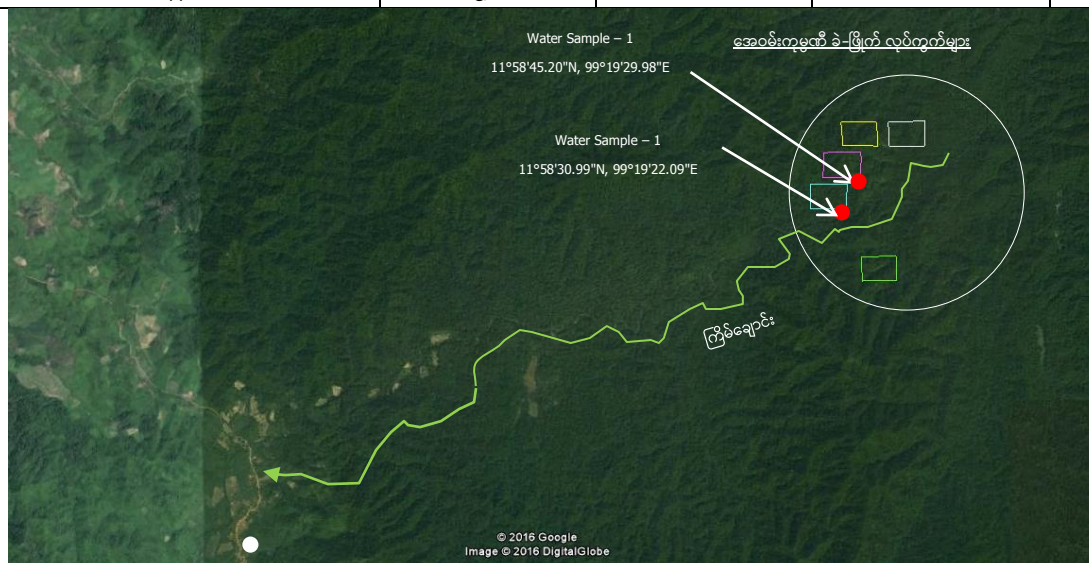 Water Sample – 1
11°58'45.20"N, 99°19'29.98"E
အေဝမ်းကုမ္ပဏီ ခဲ-ဖြိုက် လုပ်ကွက်များ
Water Sample – 1
11°58'30.99"N, 99°19'22.09"E
ကြိမ်ချောင်း
© 2016 Google
Image © 2016 DigitalGlobe